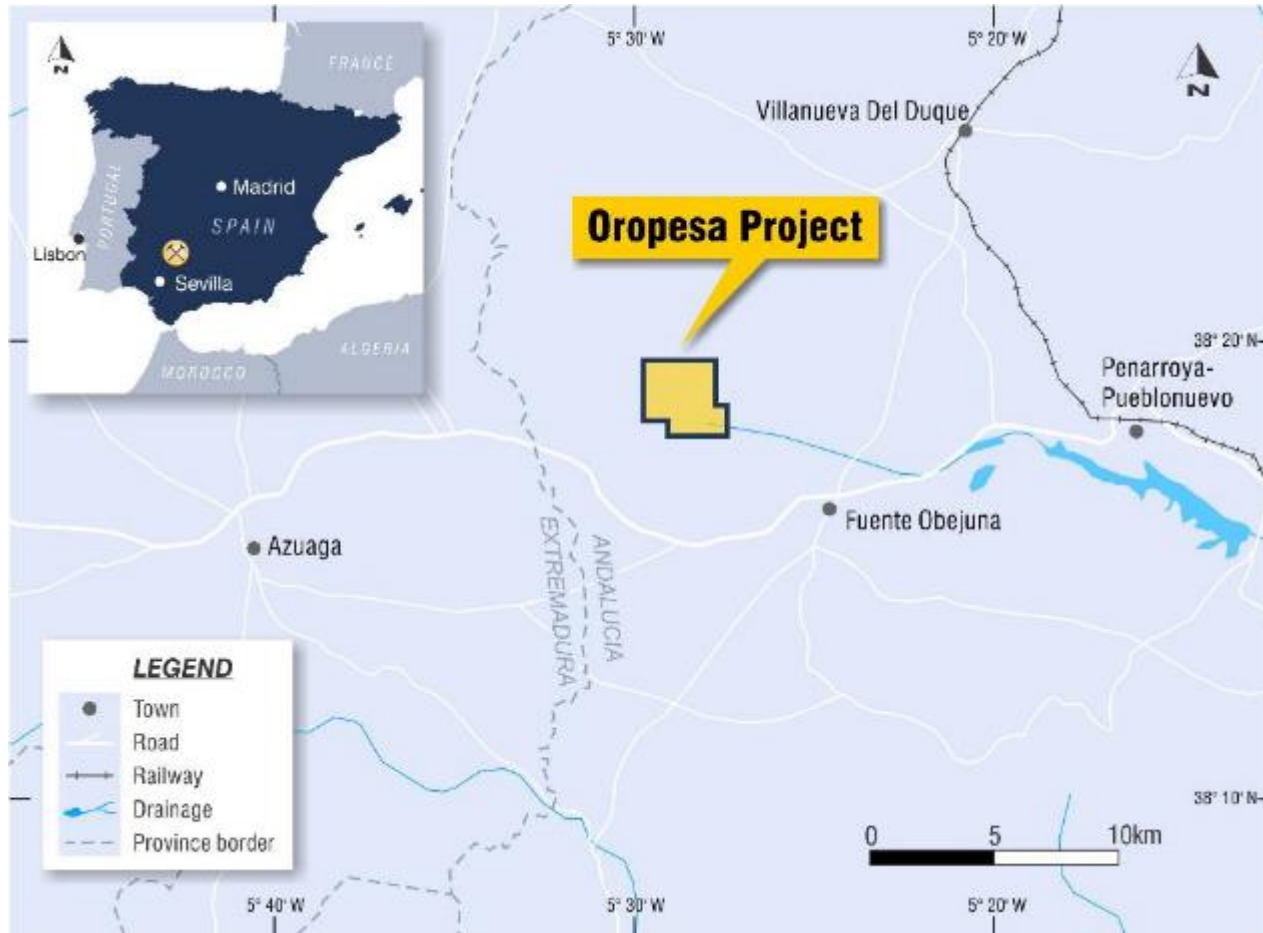 5° 30' W
5° 20' W
N
FRANCE
PORTUGAL
Madrid
SPAIN
Lisbon
Sevilla
ALGERIA
MOROCCO
N
Villanueva Del Duque
Oropesa Project
38° 20' N
Penarroya-
Pueblonuevo
Fuente Obejuna
Azuaga
ANDALUCIA
EXTREMADURA
LEGEND
Town
Road
Railway
Drainage
Province border
38° 10' N
0 5 10km
5° 40' W
5° 30' W
5° 20' W